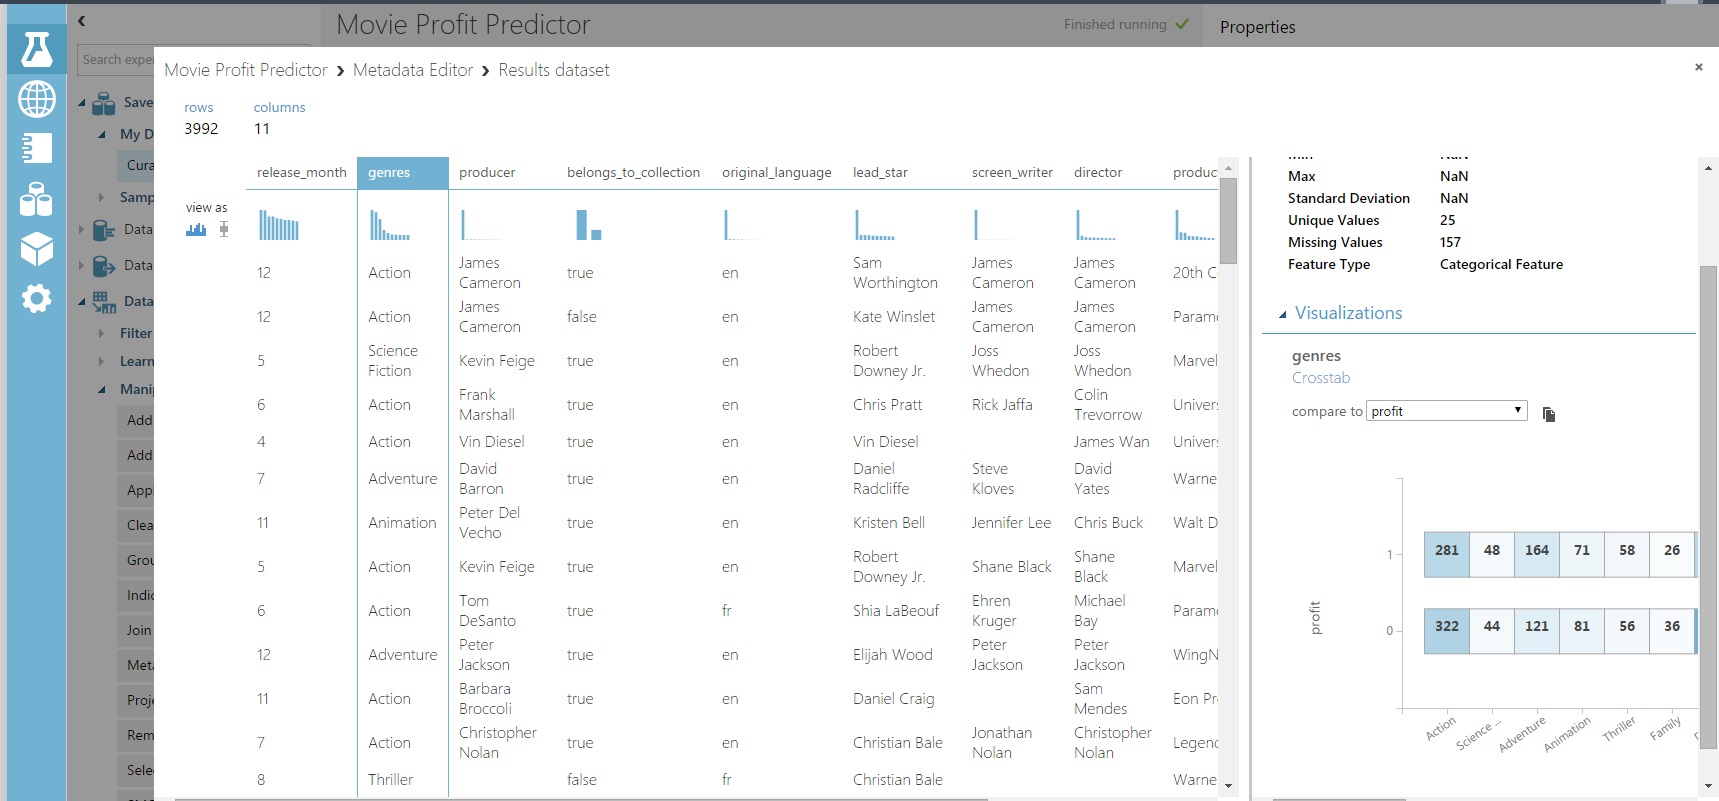 Movie Profit Predictor
Finished running
Properties
Search expe
Movie Profit Predictor ❯ Metadata Editor ❯ Results dataset
×
rows columns
3992 11
Save
My D
Cura
Samp
Data
Data
Data
Filter
Learn
Manip
Add
Add
Appl
Clea
Grou
Indic
Join
Meta
Proje
Rem
Selec
view as
release_month genres producer belongs_to_collection original_language lead_star screen_writer director produc
12 Action James Cameron true en Sam Worthington James Cameron James Cameron 20th C
12 Action James Cameron false en Kate Winslet James Cameron James Cameron Paramo
5 Science Fiction Kevin Feige true en Robert Downey Jr. Joss Whedon Joss Whedon Marvel
6 Action Frank Marshall true en Chris Pratt Rick Jaffa Colin Trevorrow Univers
4 Action Vin Diesel true en Vin Diesel James Wan Univers
7 Adventure David Barron true en Daniel Radcliffe Steve Kloves David Yates Warne
11 Animation Peter Del Vecho true en Kristen Bell Jennifer Lee Chris Buck Walt D
5 Action Kevin Feige true en Robert Downey Jr. Shane Black Shane Black Marvel
6 Action Tom DeSanto true fr Shia LaBeouf Ehren Kruger Michael Bay Paramo
12 Adventure Peter Jackson true en Elijah Wood Peter Jackson Peter Jackson WingN
11 Action Barbara Broccoli true en Daniel Craig Sam Mendes Eon Pr
7 Action Christopher Nolan true en Christian Bale Jonathan Nolan Christopher Nolan Legend
8 Thriller false fr Christian Bale Warne
Min NaN
Max NaN
Standard Deviation NaN
Unique Values 25
Missing Values 157
Feature Type Categorical Feature
Visualizations
genres
Crosstab
compare to profit
1 281 48 164 71 58 26
profit
0 322 44 121 81 56 36
Action Science ... Adventure Animation Thriller Family